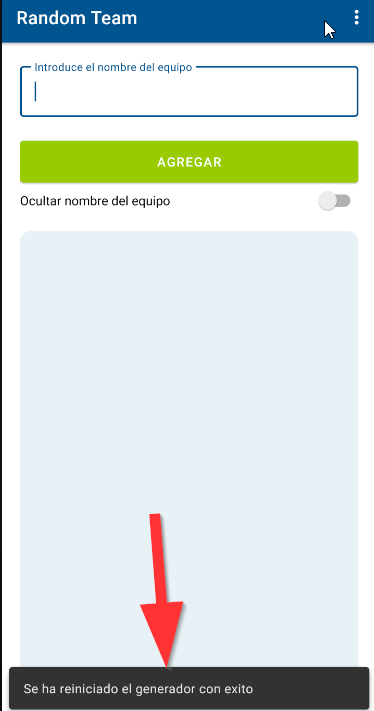 Random Team
Introduce el nombre del equipo
AGREGAR
Ocultar nombre del equipo
Se ha reiniciado el generador con exito